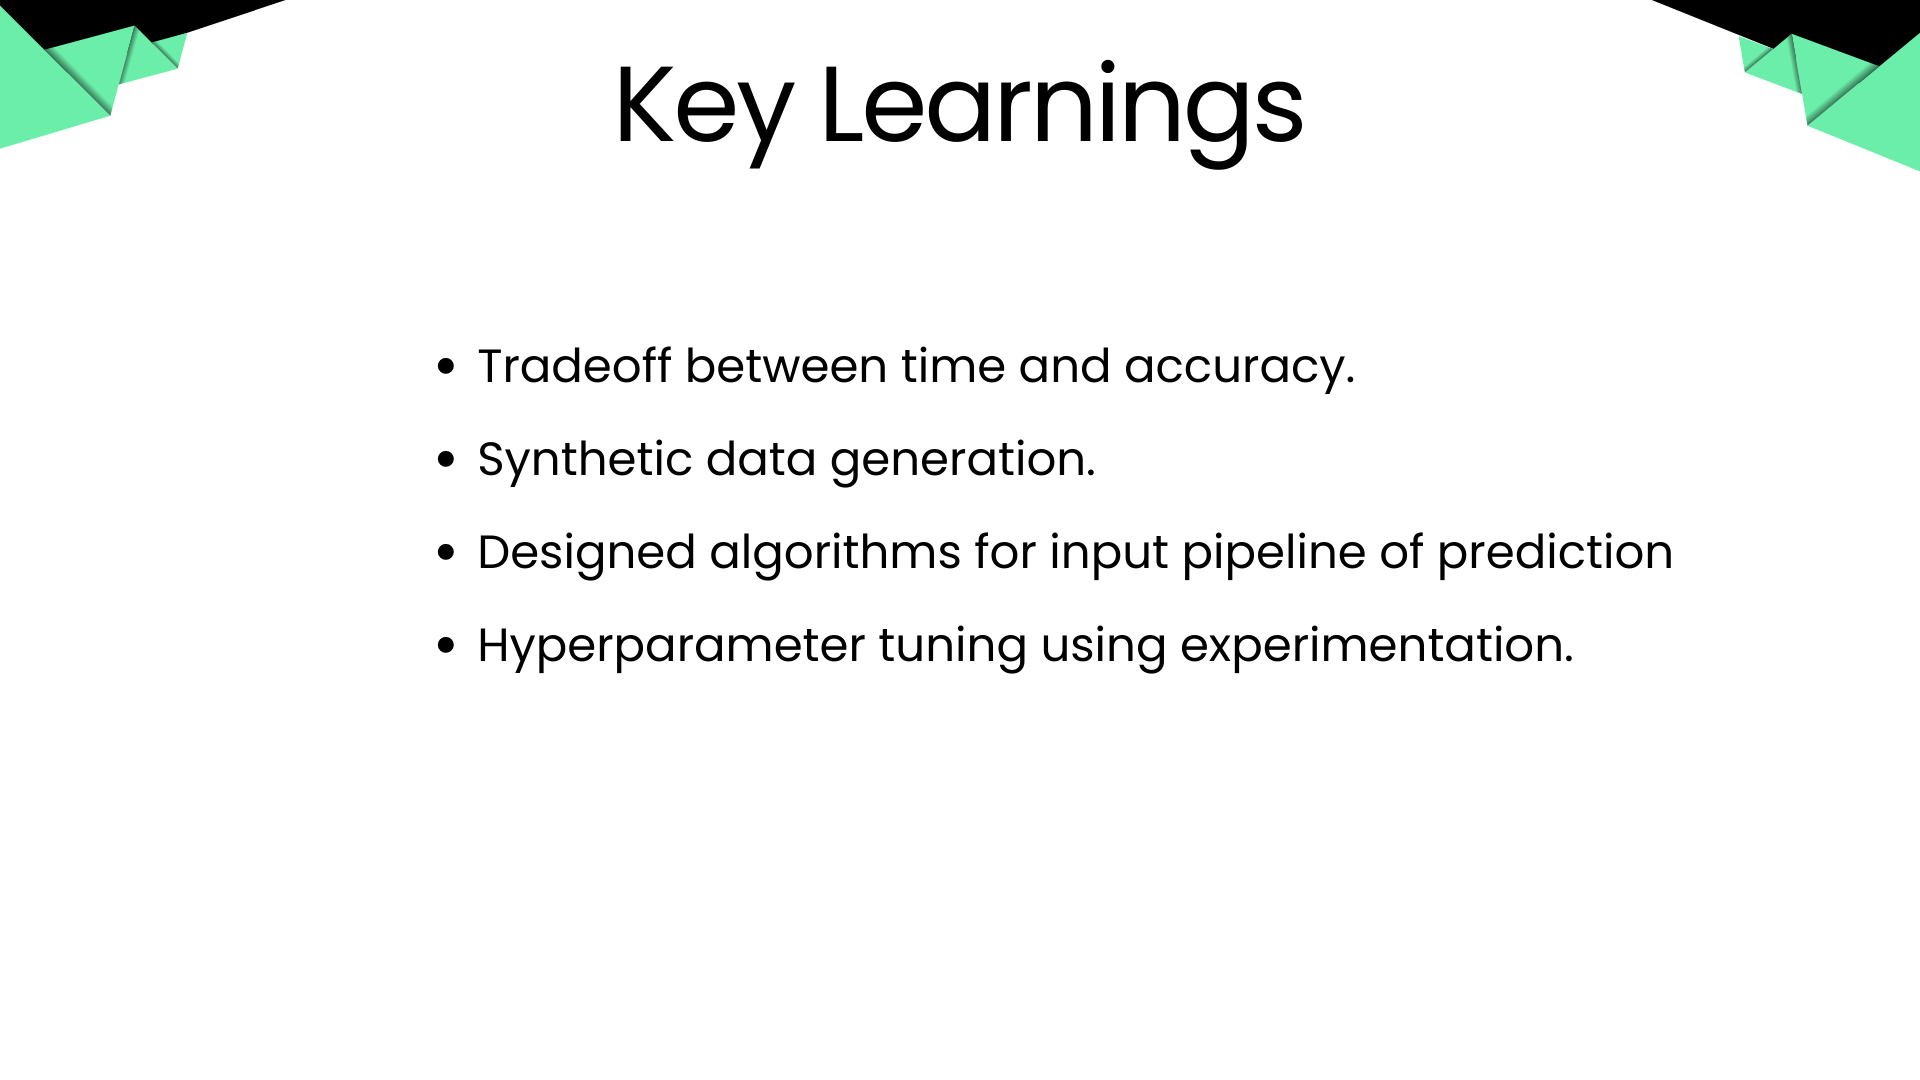 Key Learnings
• Tradeoff between time and accuracy.
• Synthetic data generation.
• Designed algorithms for input pipeline of prediction
• Hyperparameter tuning using experimentation.